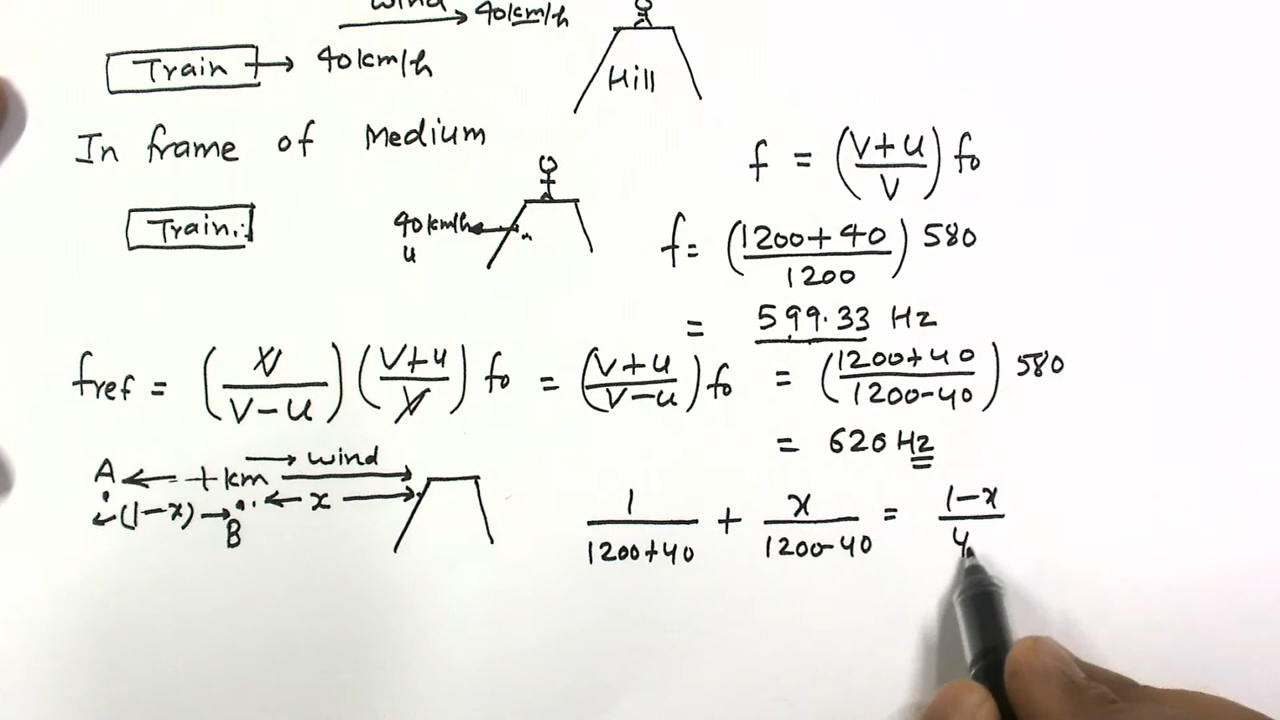 wind → 40km/h
Train → 40km/h
Hill
In frame of Medium
f = (V+u / V) fo
Train
40km/h
u
f = (1200+40 / 1200) 580
= 599.33 Hz
fref = (V / V-u) (V+u / V) fo = (V+u / V-u) fo = (1200+40 / 1200-40) 580
= 620 Hz
→ wind
A ← 1 km →
←(1-x)→ ← x →
B
1 / 1200+40 + x / 1200-40 = 1-x / 4